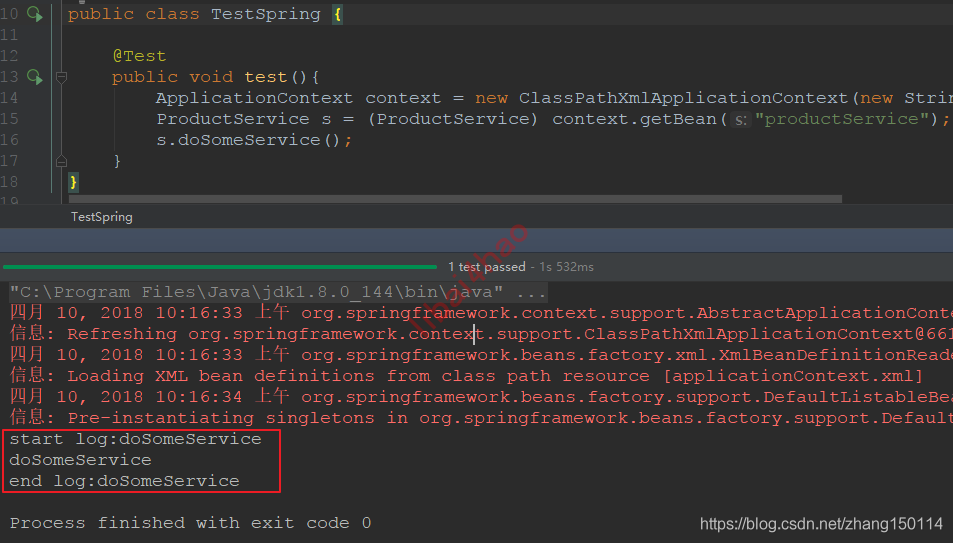 10 public class TestSpring {
11
12 @Test
13 public void test(){
14 ApplicationContext context = new ClassPathXmlApplicationContext(new Strin
15 ProductService s = (ProductService) context.getBean( s: "productService");
16 s.doSomeService();
17 }
18 }
19
TestSpring
1 test passed - 1s 532ms
"C:\Program Files\Java\jdk1.8.0_144\bin\java" ...
四月 10, 2018 10:16:33 上午 org.springframework.context.support.AbstractApplicationConte
信息: Refreshing org.springframework.context.support.ClassPathXmlApplicationContext@661
四月 10, 2018 10:16:33 上午 org.springframework.beans.factory.xml.XmlBeanDefinitionReade
信息: Loading XML bean definitions from class path resource [applicationContext.xml]
四月 10, 2018 10:16:34 上午 org.springframework.beans.factory.support.DefaultListableBea
信息: Pre-instantiating singletons in org.springframework.beans.factory.support.Default
start log:doSomeService
doSomeService
end log:doSomeService
Process finished with exit code 0
https://blog.csdn.net/zhang150114